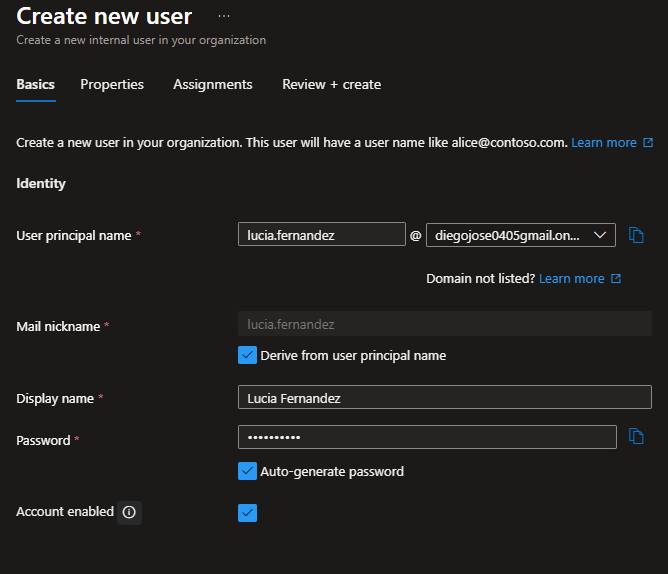 Create new user ...
Create a new internal user in your organization
Basics Properties Assignments Review + create
Create a new user in your organization. This user will have a user name like alice@contoso.com. Learn more
Identity
User principal name * lucia.fernandez @ diegojose0405gmail.on...
Domain not listed? Learn more
Mail nickname * lucia.fernandez
Derive from user principal name
Display name * Lucia Fernandez
Password * ••••••••••
Auto-generate password
Account enabled